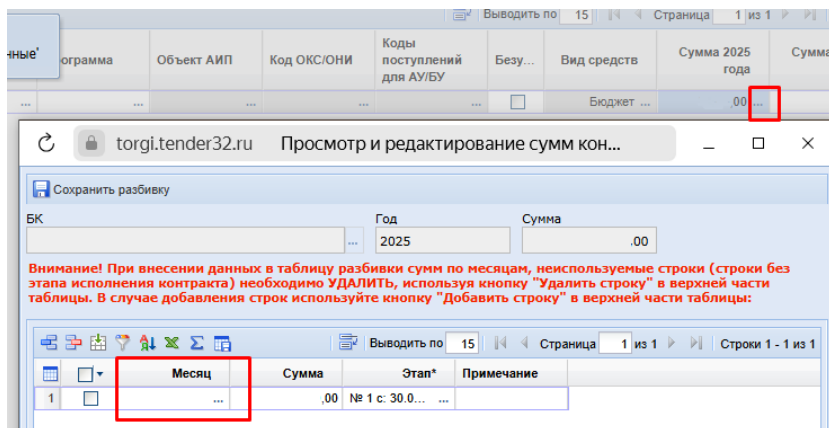 Выводить по 15 Страница 1 из 1
нные'
ограмма Объект АИП Код ОКС/ОНИ Коды поступлений для АУ/БУ Безу... Вид средств Сумма 2025 года Сумма
... ... ... ... ... Бюджет ... ,00 ...
torgi.tender32.ru Просмотр и редактирование сумм кон...
Сохранить разбивку
БК Год Сумма
... 2025 .00
Внимание! При внесении данных в таблицу разбивки сумм по месяцам, неиспользуемые строки (строки без
этапа исполнения контракта) необходимо УДАЛИТЬ, используя кнопку "Удалить строку" в верхней части
таблицы. В случае добавления строк используйте кнопку "Добавить строку" в верхней части таблицы:
Выводить по 15 Страница 1 из 1 Строки 1 - 1 из 1
Месяц Сумма Этап* Примечание
1 ... ,00 № 1 с: 30.0... ...